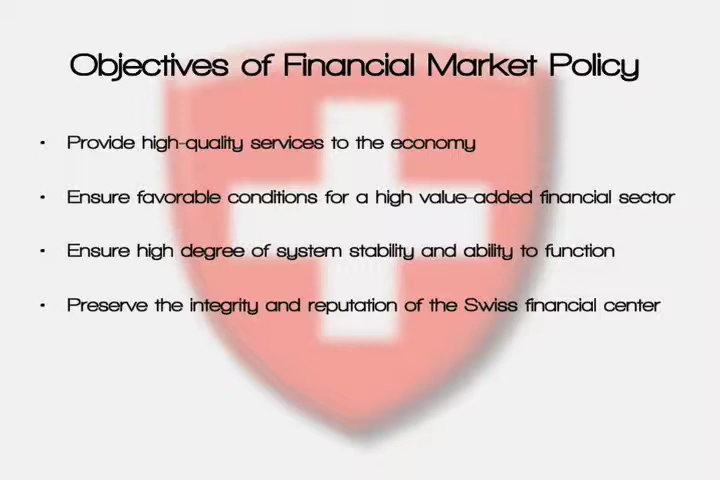 Objectives of Financial Market Policy
• Provide high-quality services to the economy
• Ensure favorable conditions for a high value-added financial sector
• Ensure high degree of system stability and ability to function
• Preserve the integrity and reputation of the Swiss financial center